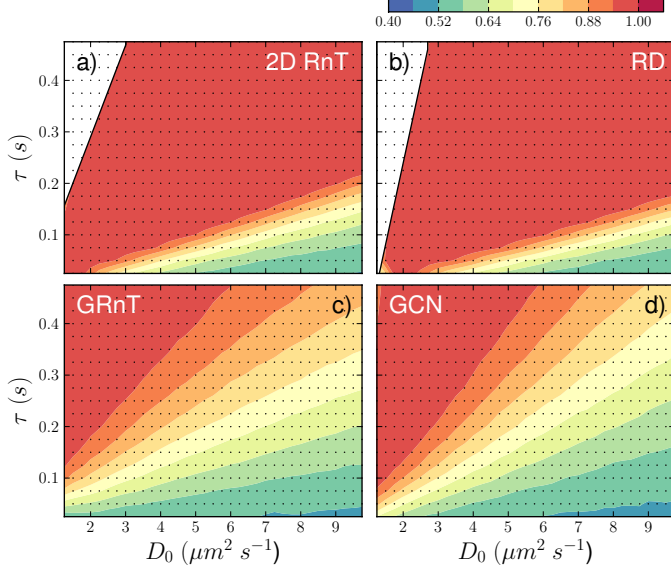 0.40 0.52 0.64 0.76 0.88 1.00
a) 2D RnT
b) RD
0.4
0.3
0.2
0.1
τ (s)
GRnT c)
GCN d)
0.4
0.3
0.2
0.1
τ (s)
2 3 4 5 6 7 8 9
2 3 4 5 6 7 8 9
D₀ (μm² s⁻¹)
D₀ (μm² s⁻¹)